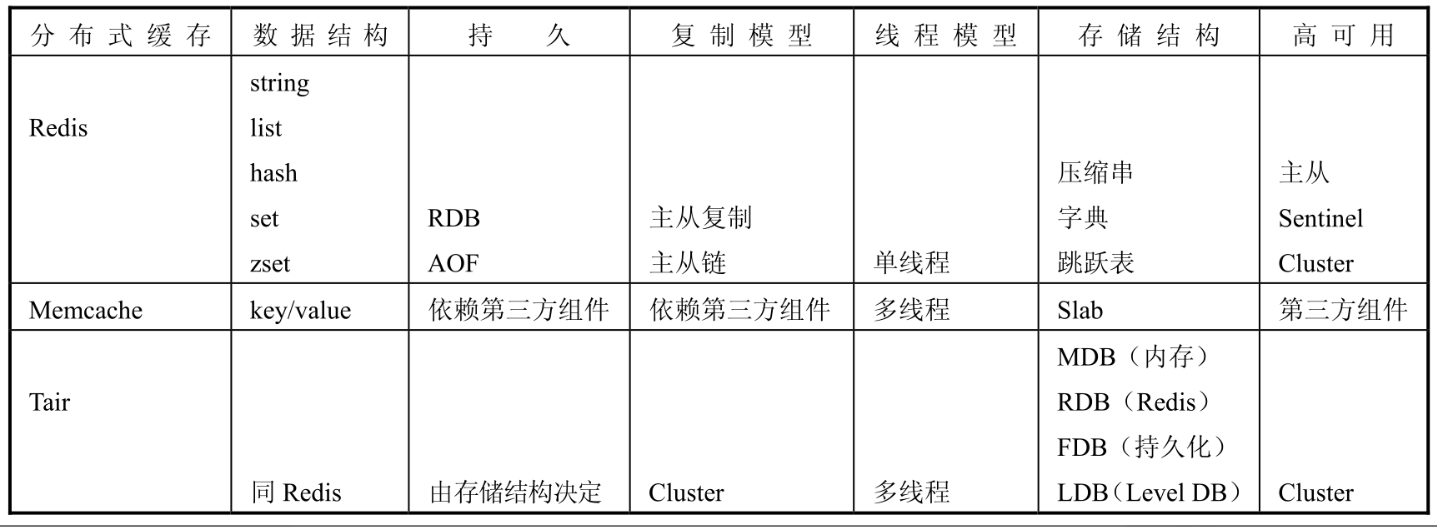 分布式缓存 数据结构 持久 复制模型 线程模型 存储结构 高可用
string
Redis list
hash 压缩串 主从
set RDB 主从复制 字典 Sentinel
zset AOF 主从链 单线程 跳跃表 Cluster
Memcache key/value 依赖第三方组件 依赖第三方组件 多线程 Slab 第三方组件
MDB（内存）
Tair RDB（Redis）
FDB（持久化）
同 Redis 由存储结构决定 Cluster 多线程 LDB（Level DB） Cluster